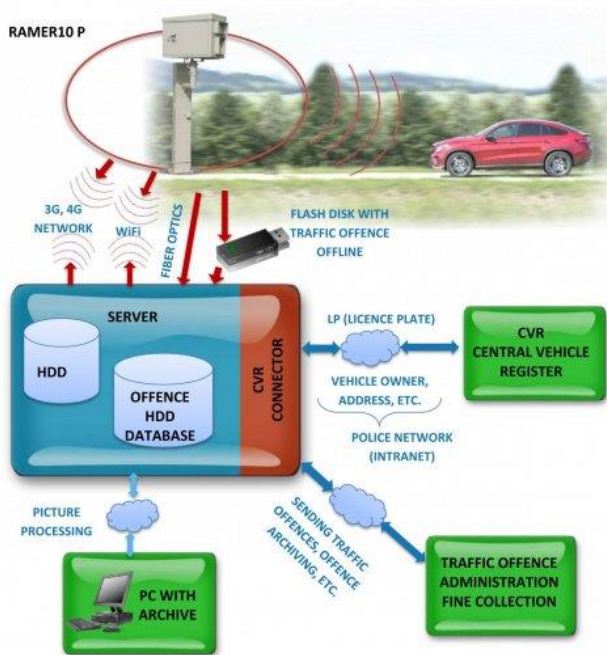 RAMER10 P
3G, 4G
NETWORK
WiFi
FIBER OPTICS
FLASH DISK WITH
TRAFFIC OFFENCE
OFFLINE
SERVER
HDD
OFFENCE
HDD
DATABASE
CVR
CONNECTOR
LP (LICENCE PLATE)
VEHICLE OWNER,
ADDRESS, ETC.
POLICE NETWORK
(INTRANET)
CVR
CENTRAL VEHICLE
REGISTER
PICTURE
PROCESSING
PC WITH
ARCHIVE
SENDING TRAFFIC
OFFENCES, OFFENCE
ARCHIVING, ETC.
TRAFFIC OFFENCE
ADMINISTRATION
FINE COLLECTION